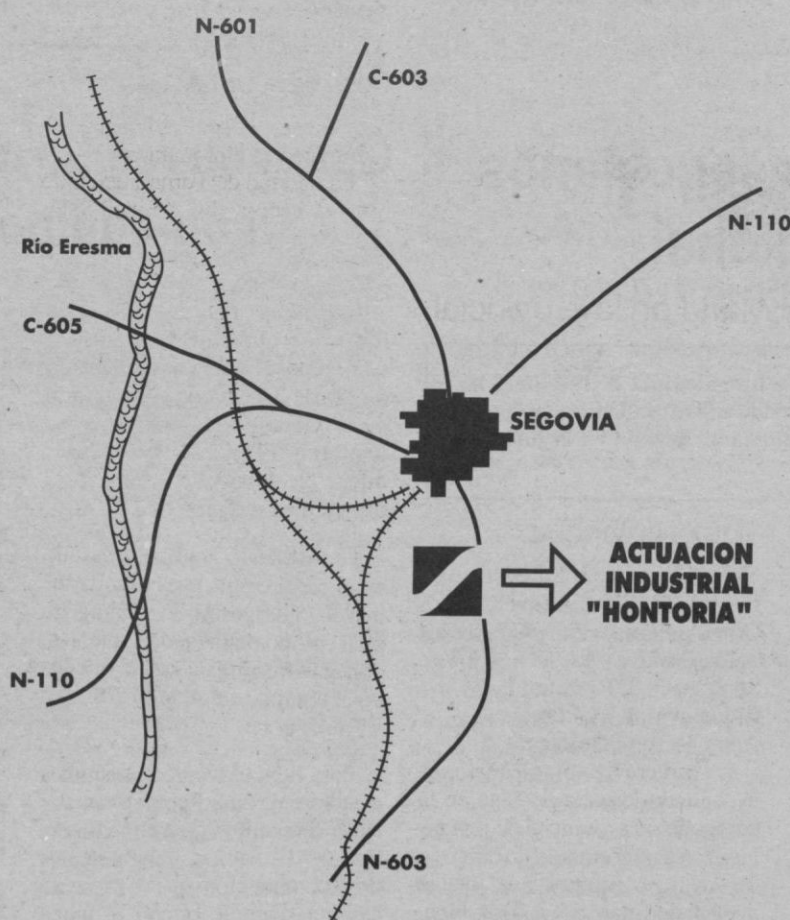 N-601
C-603
N-110
Río Eresma
C-605
SEGOVIA
ACTUACION
INDUSTRIAL
"HONTORIA"
N-110
N-603